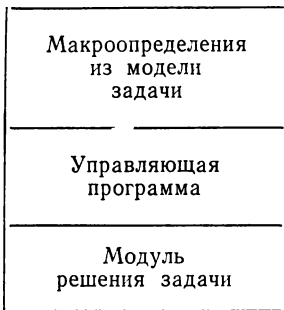 Макроопределения
из модели
задачи
Управляющая
программа
Модуль
решения задачи